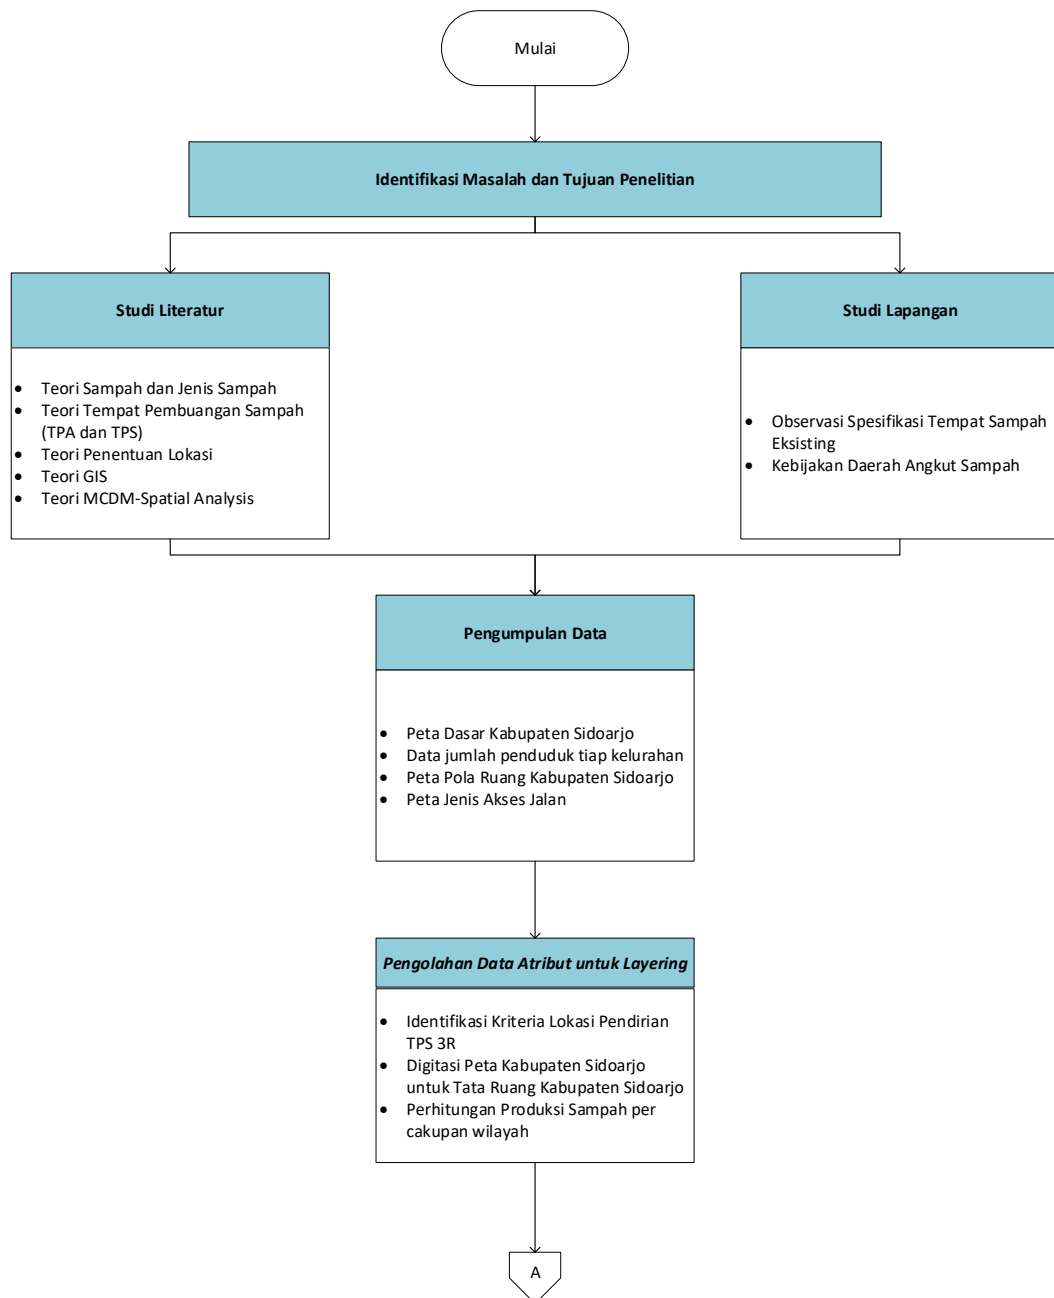 Mulai
Identifikasi Masalah dan Tujuan Penelitian
Studi Literatur
• Teori Sampah dan Jenis Sampah
• Teori Tempat Pembuangan Sampah
(TPA dan TPS)
• Teori Penentuan Lokasi
• Teori GIS
• Teori MCDM-Spatial Analysis
Studi Lapangan
• Observasi Spesifikasi Tempat Sampah
Eksisting
• Kebijakan Daerah Angkut Sampah
Pengumpulan Data
• Peta Dasar Kabupaten Sidoarjo
• Data jumlah penduduk tiap kelurahan
• Peta Pola Ruang Kabupaten Sidoarjo
• Peta Jenis Akses Jalan
Pengolahan Data Atribut untuk Layering
• Identifikasi Kriteria Lokasi Pendirian
TPS 3R
• Digitasi Peta Kabupaten Sidoarjo
untuk Tata Ruang Kabupaten Sidoarjo
• Perhitungan Produksi Sampah per
cakupan wilayah
A